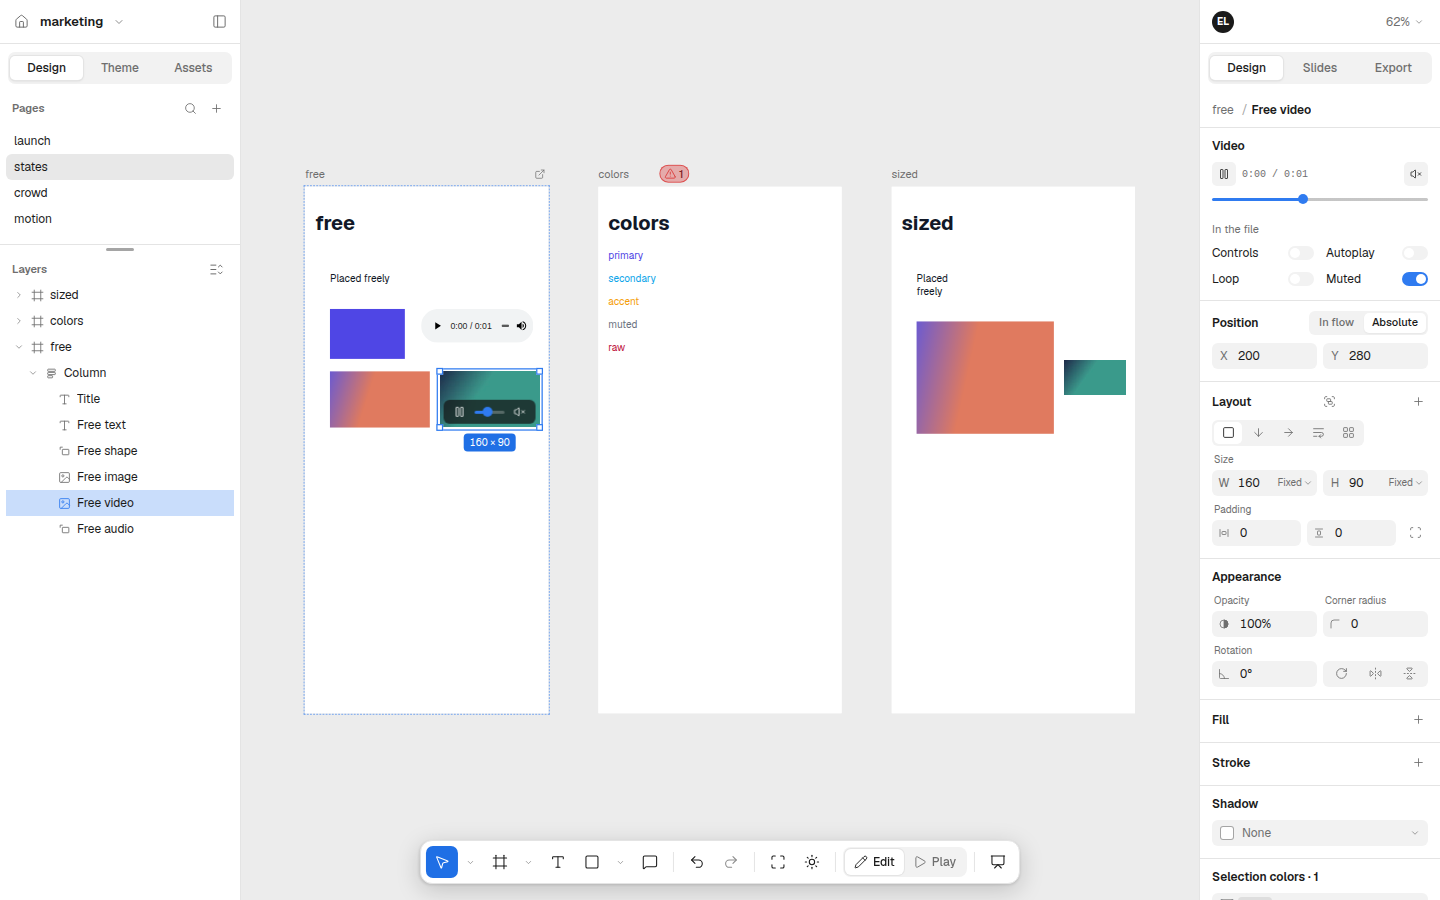 marketing
Design Theme Assets
Pages
launch
states
crowd
motion
Layers
sized
colors
free
Column
Title
Free text
Free shape
Free image
Free video
Free audio
free
free
Placed freely
0:00 / 0:01
160 × 90
colors
1
colors
primary
secondary
accent
muted
raw
sized
sized
Placed
freely
Edit Play
EL 62%
Design Slides Export
free / Free video
Video
0:00 / 0:01
In the file
Controls Autoplay
Loop Muted
Position In flow Absolute
X 200 Y 280
Layout
Size
W 160 Fixed H 90 Fixed
Padding
0 0
Appearance
Opacity Corner radius
100% 0
Rotation
0°
Fill
Stroke
Shadow
None
Selection colors · 1